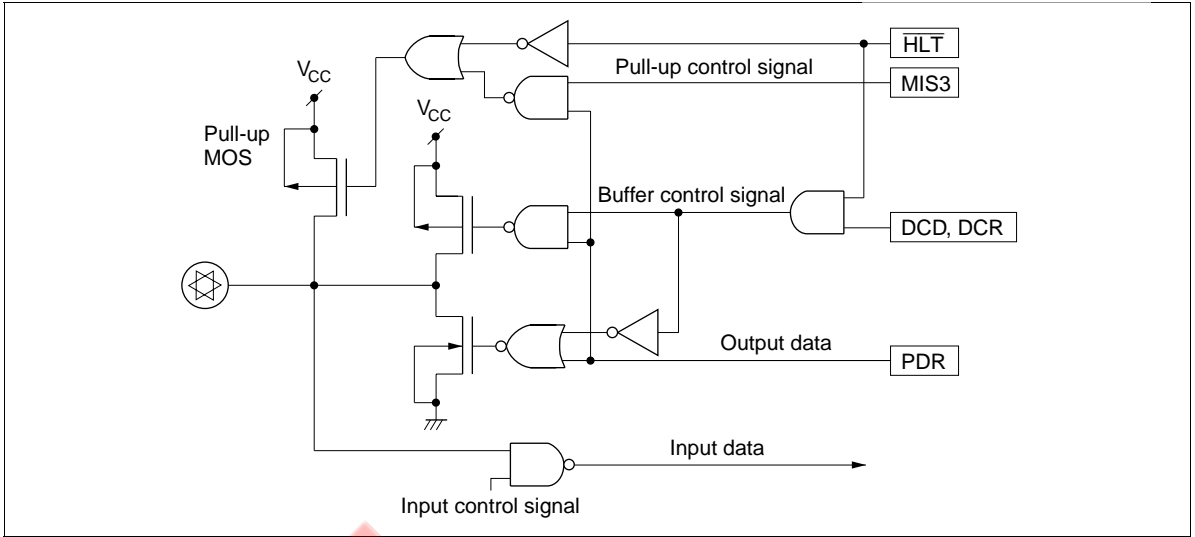 HLT
Pull-up control signal
MIS3
VCC
Pull-up
MOS
VCC
Buffer control signal
DCD, DCR
Output data
PDR
Input data
Input control signal